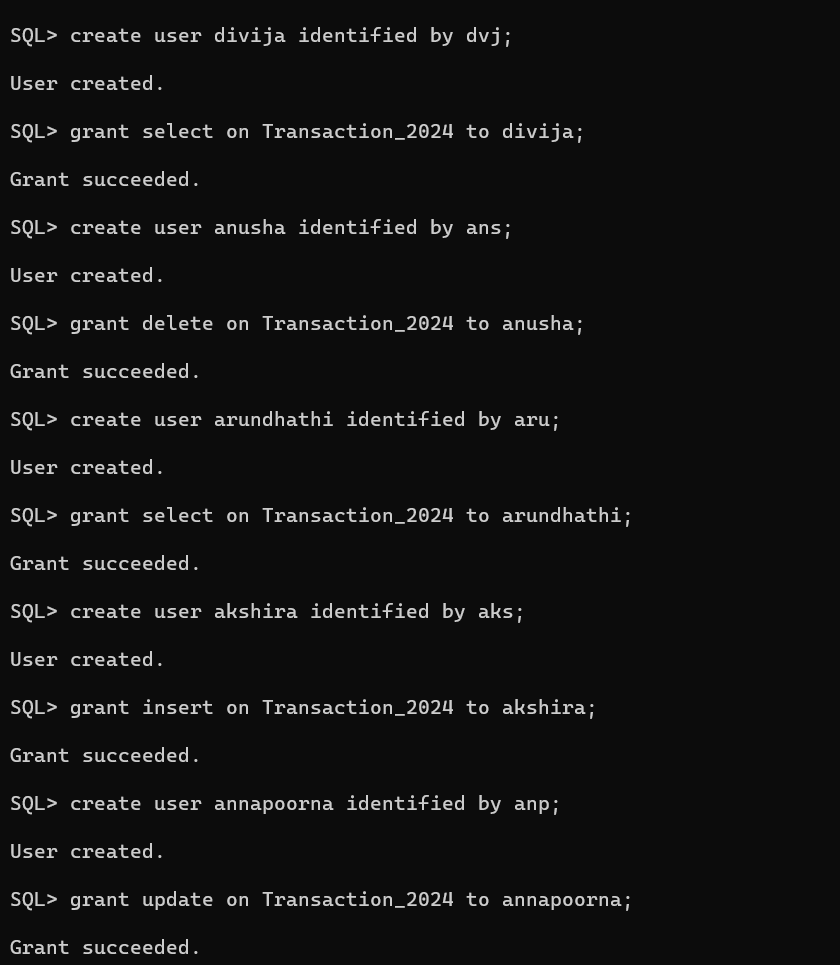 SQL> create user divija identified by dvj;
User created.
SQL> grant select on Transaction_2024 to divija;
Grant succeeded.
SQL> create user anusha identified by ans;
User created.
SQL> grant delete on Transaction_2024 to anusha;
Grant succeeded.
SQL> create user arundhathi identified by aru;
User created.
SQL> grant select on Transaction_2024 to arundhathi;
Grant succeeded.
SQL> create user akshira identified by aks;
User created.
SQL> grant insert on Transaction_2024 to akshira;
Grant succeeded.
SQL> create user annapoorna identified by anp;
User created.
SQL> grant update on Transaction_2024 to annapoorna;
Grant succeeded.